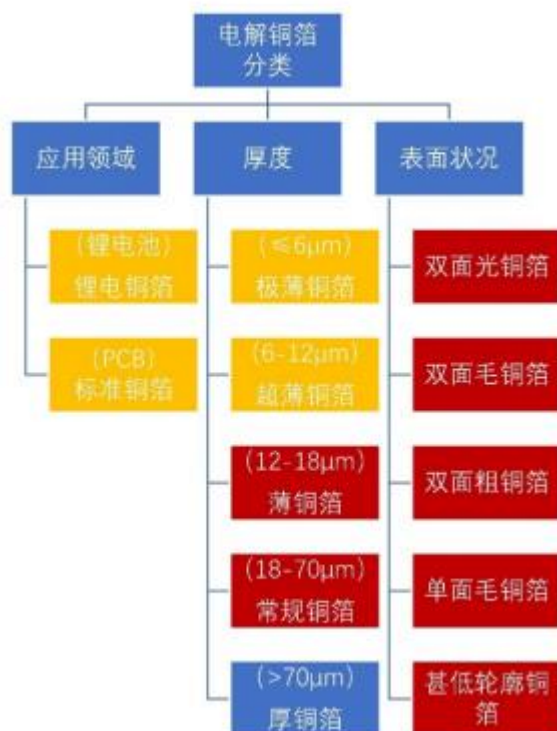 电解铜箔
分类
应用领域
厚度
表面状况
(锂电池)
锂电铜箔
(PCB)
标准铜箔
(≤6μm)
极薄铜箔
(6-12μm)
超薄铜箔
(12-18μm)
薄铜箔
(18-70μm)
常规铜箔
(>70μm)
厚铜箔
双面光铜箔
双面毛铜箔
双面粗铜箔
单面毛铜箔
甚低轮廓铜
箔